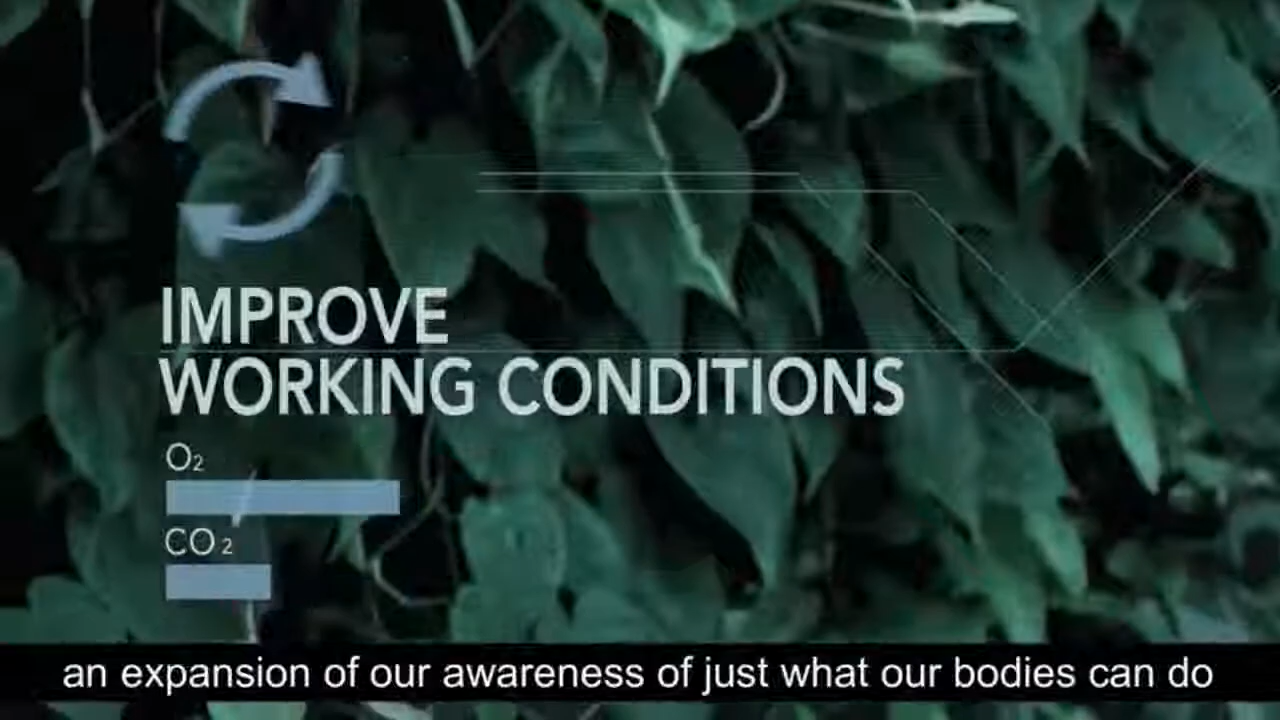 IMPROVE
WORKING CONDITIONS
O2
CO2
an expansion of our awareness of just what our bodies can do